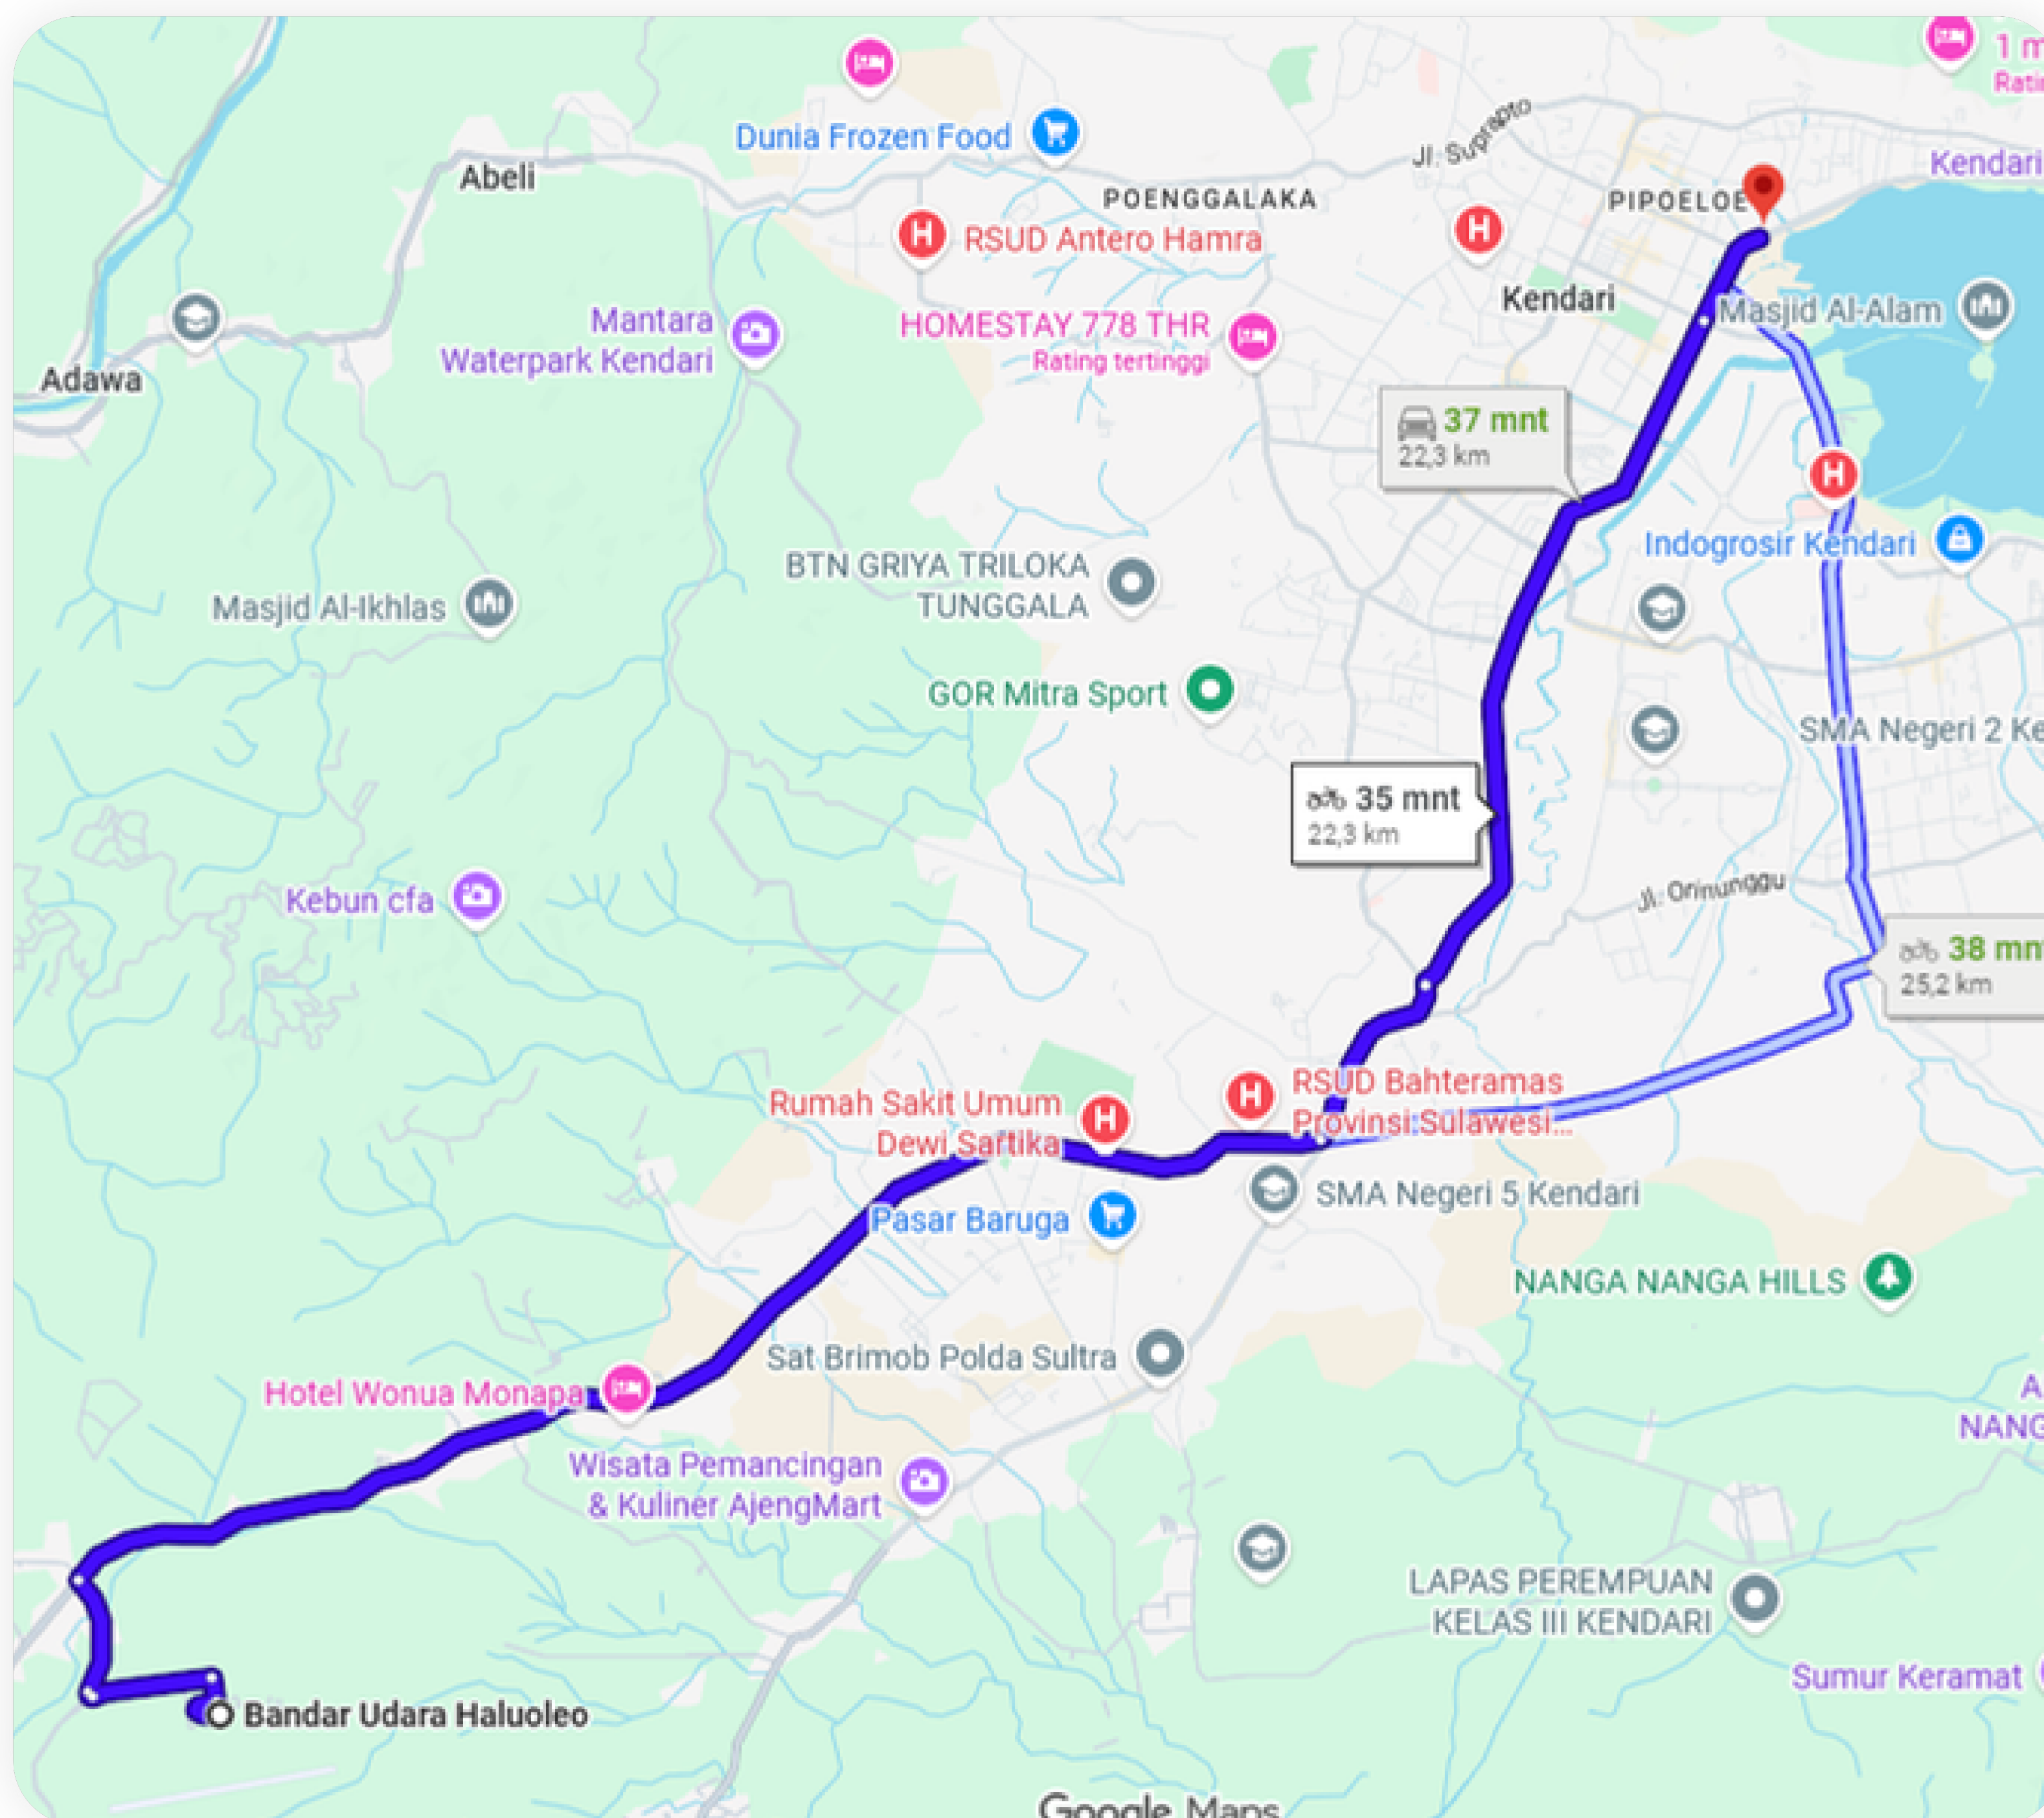 1 m
Dunia Frozen Food
Jl. Suprapto
Kendari
Abeli
POENGGALAKA
PIPOELOE
RSUD Antero Hamra
Kendari
Masjid Al-Alam
Mantara
Waterpark Kendari
HOMESTAY 778 THR
Rating tertinggi
Adawa
37 mnt
22,3 km
Indogrosir Kendari
BTN GRIYA TRILOKA
TUNGGALA
Masjid Al-Ikhlas
GOR Mitra Sport
SMA Negeri 2 Ke
35 mnt
22,3 km
Jl. Orinunggu
Kebun cfa
38 mn
25,2 km
RSUD Bahteramas
Provinsi Sulawesi...
Rumah Sakit Umum
Dewi Sartika
SMA Negeri 5 Kendari
Pasar Baruga
NANGA NANGA HILLS
Sat Brimob Polda Sultra
Hotel Wonua Monapa
A
NANG
Wisata Pemancingan
& Kuliner AjengMart
LAPAS PEREMPUAN
KELAS III KENDARI
Sumur Keramat
Bandar Udara Haluoleo
Google Maps